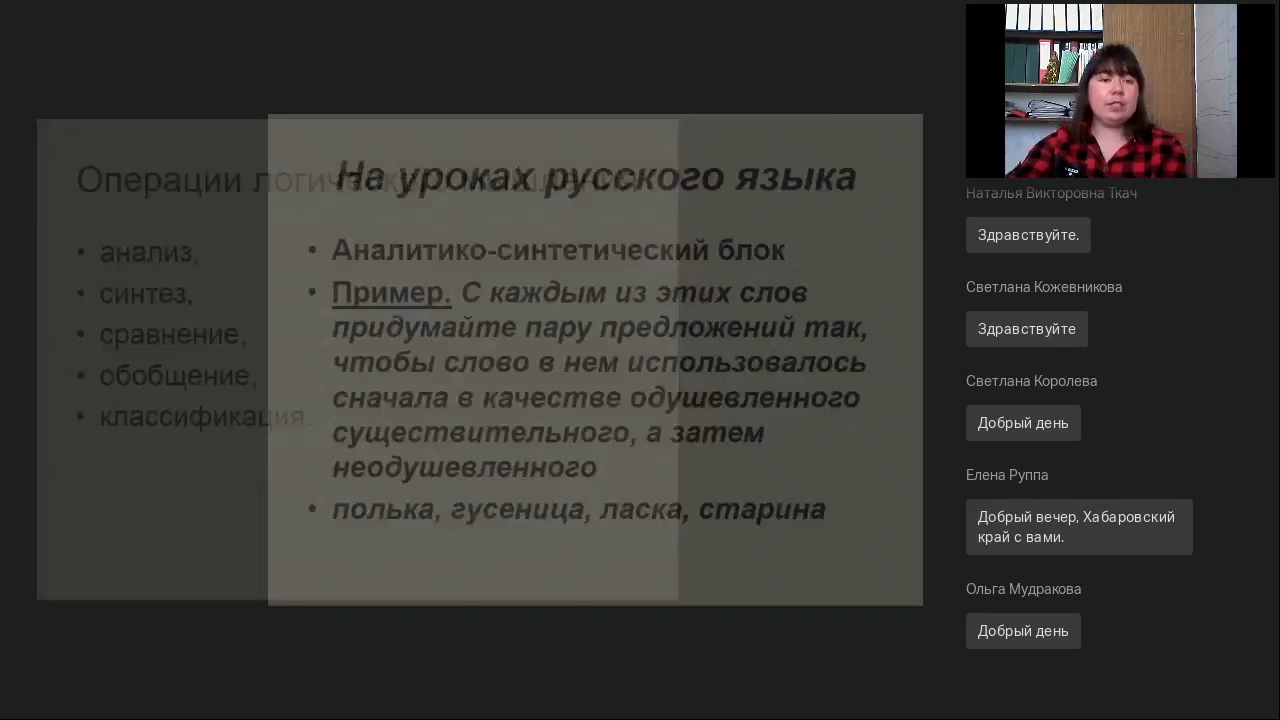 Операции логического мышления
анализ,
синтез,
сравнение,
обобщение,
классификация.
На уроках русского языка
Аналитико-синтетический блок
Пример. С каждым из этих слов
придумайте пару предложений так,
чтобы слово в нем использовалось
сначала в качестве одушевленного
существительного, а затем
неодушевленного
полька, гусеница, ласка, старина
Наталья Викторовна Ткач
Здравствуйте.
Светлана Кожевникова
Здравствуйте
Светлана Королева
Добрый день
Елена Руппа
Добрый вечер, Хабаровский
край с вами.
Ольга Мудракова
Добрый день